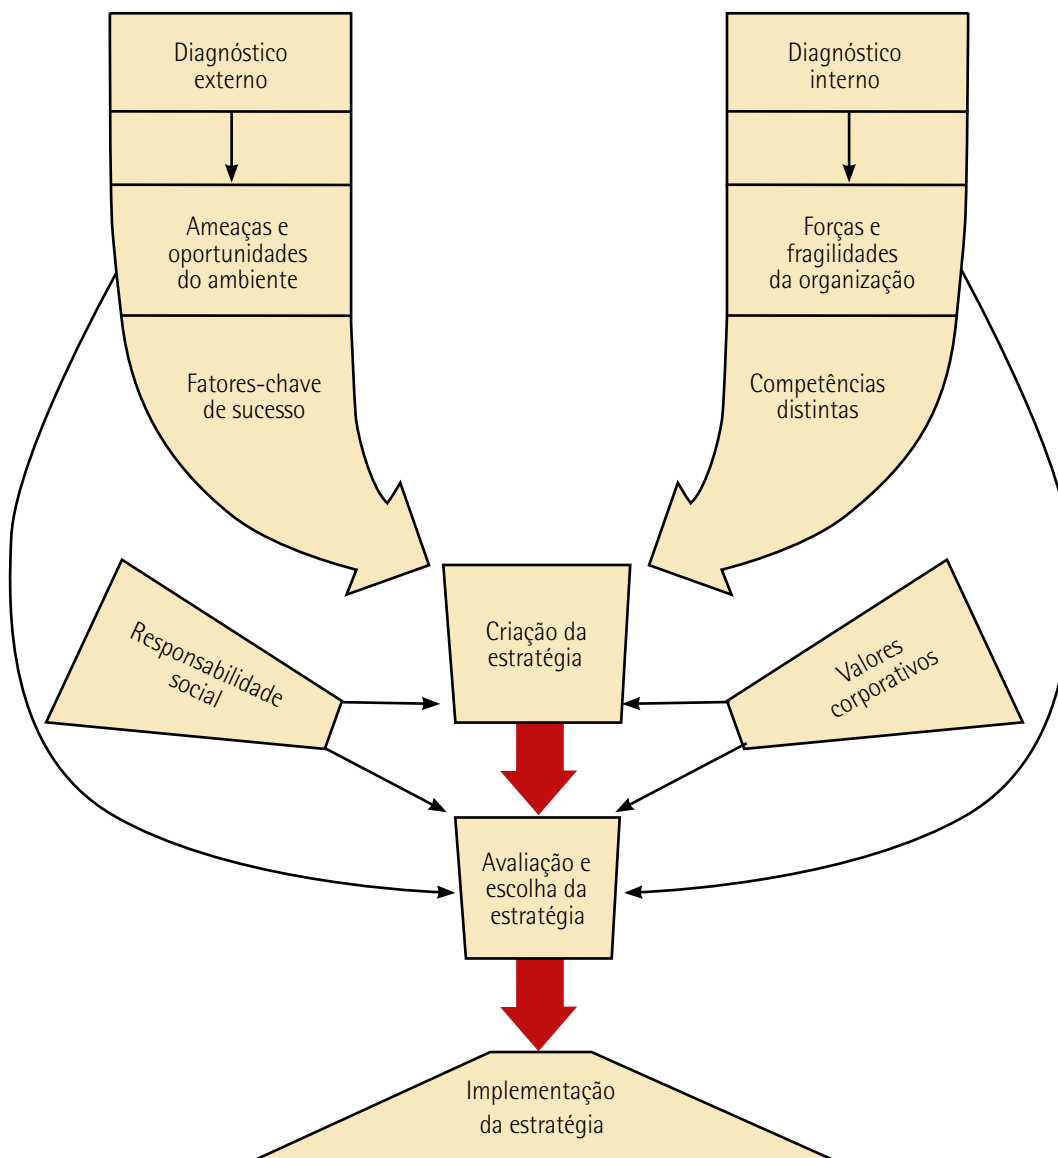 Diagnóstico
externo
Diagnóstico
interno
Ameaças e
oportunidades
do ambiente
Forças e
fragilidades
da organização
Fatores-chave
de sucesso
Competências
distintas
Criação da
estratégia
Responsabilidade
social
Valores
corporativos
Avaliação e
escolha da
estratégia
Implementação
da estratégia